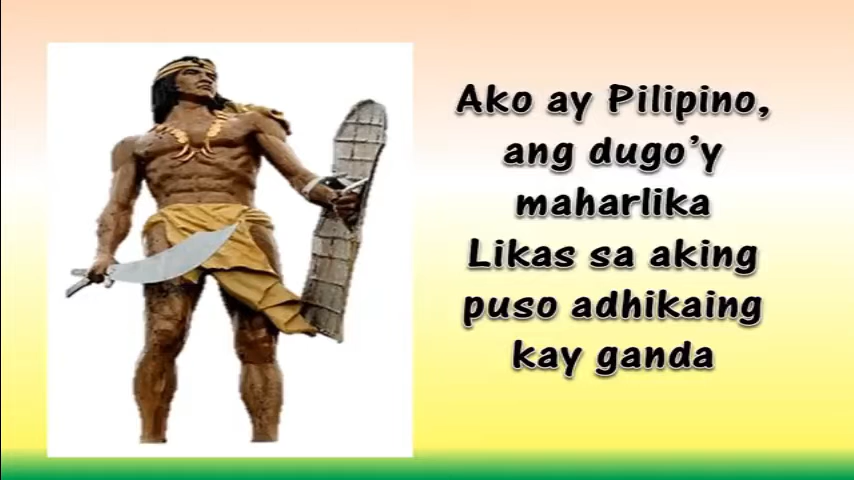 Ako ay Pilipino,
ang dugo'y
maharlika
Likas sa aking
puso adhikaing
kay ganda